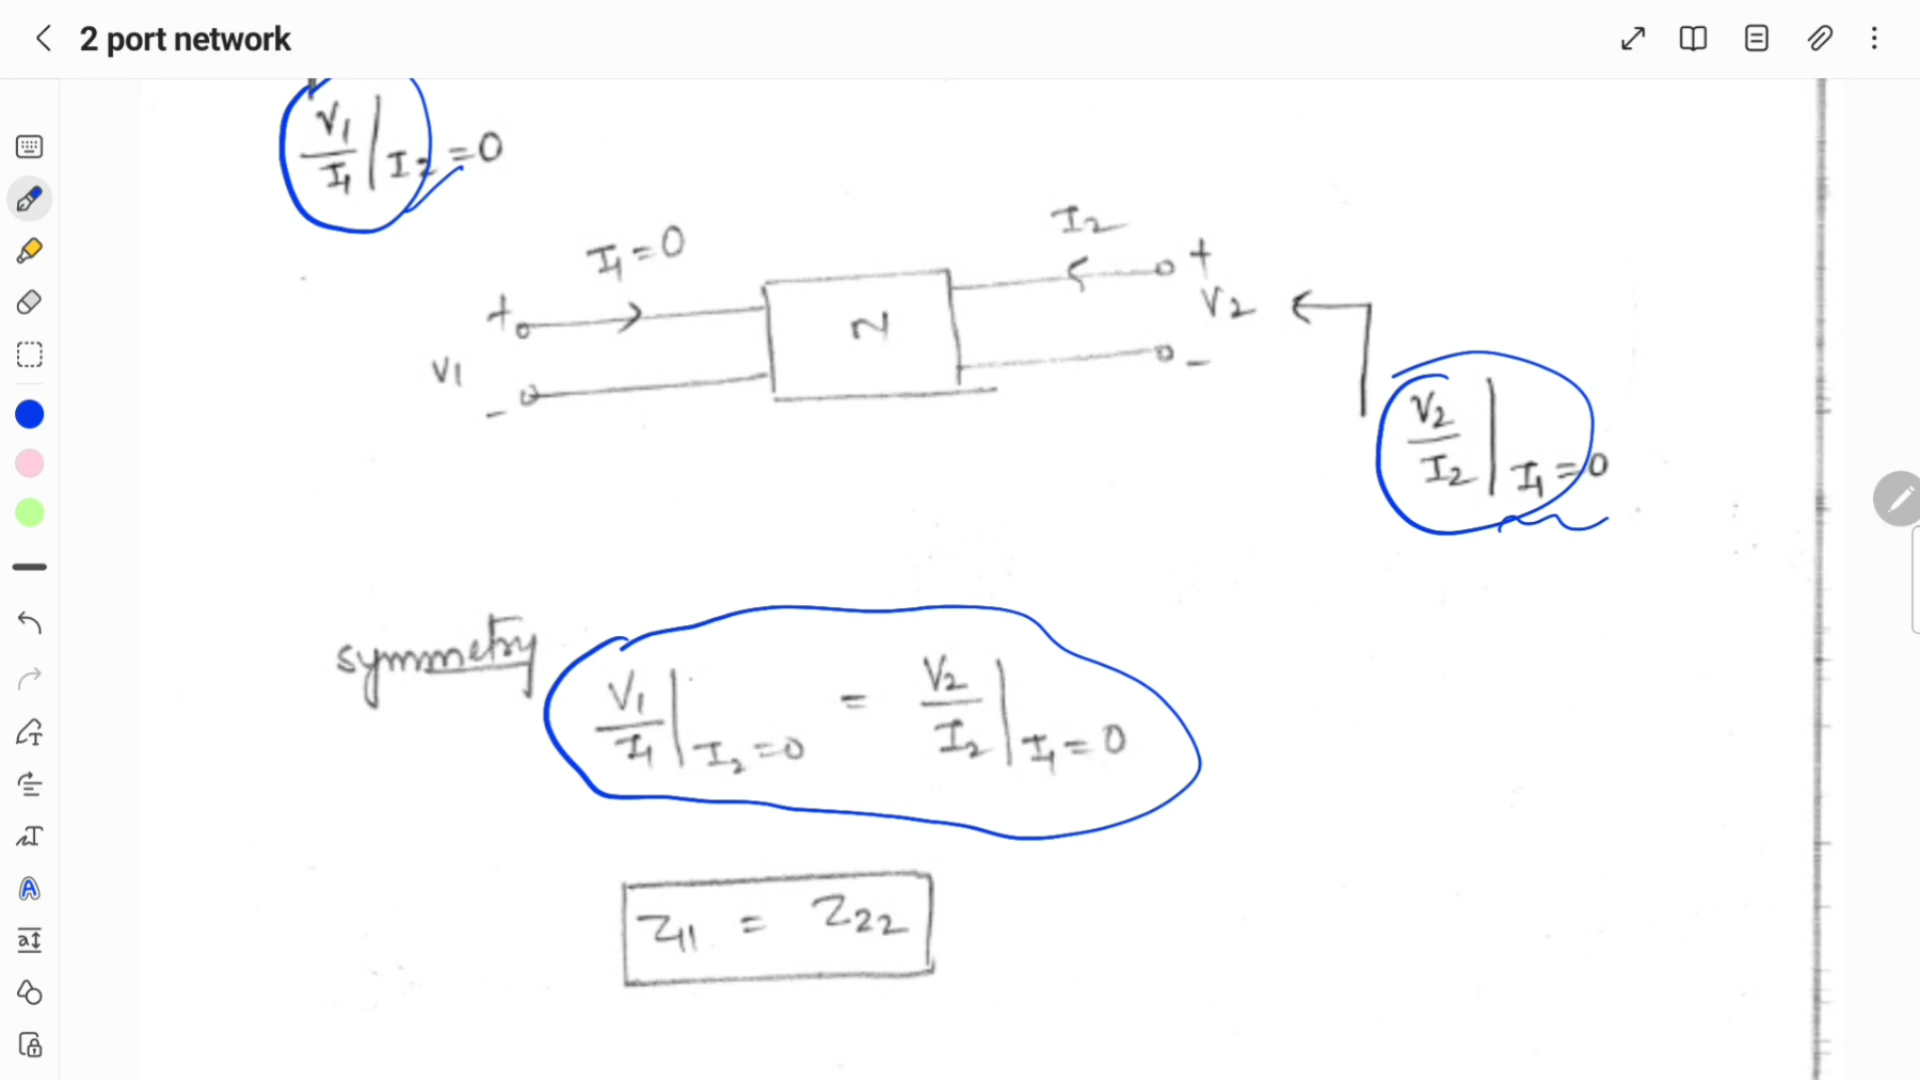 2 port network
V1/I1 | I2 = 0
I1 = 0
I2
+ +
V1 N V2
- -
V2/I2 | I1 = 0
symmetry V1/I1 | I2 = 0 = V2/I2 | I1 = 0
Z11 = Z22